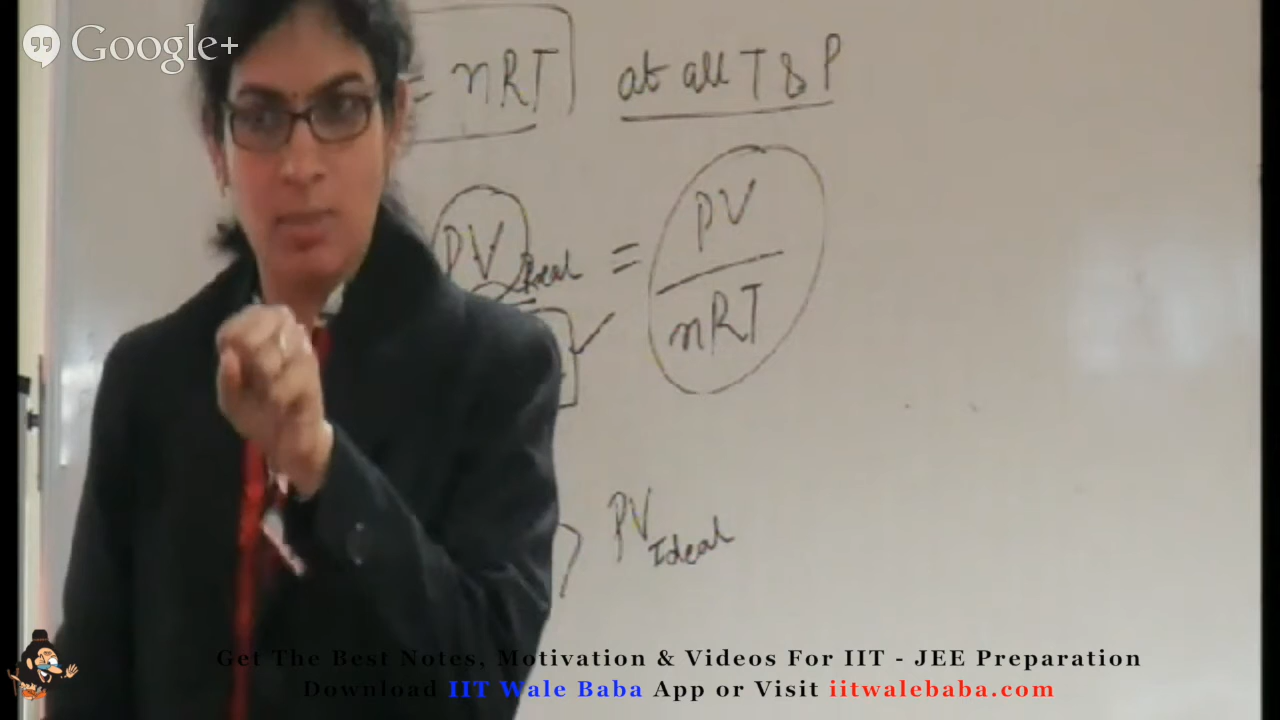 Google+
= nRT at all T & P
PV Real = PV
nRT
PV Ideal
Get The Best Notes, Motivation & Videos For IIT - JEE Preparation
Download IIT Wale Baba App or Visit iitwalebaba.com